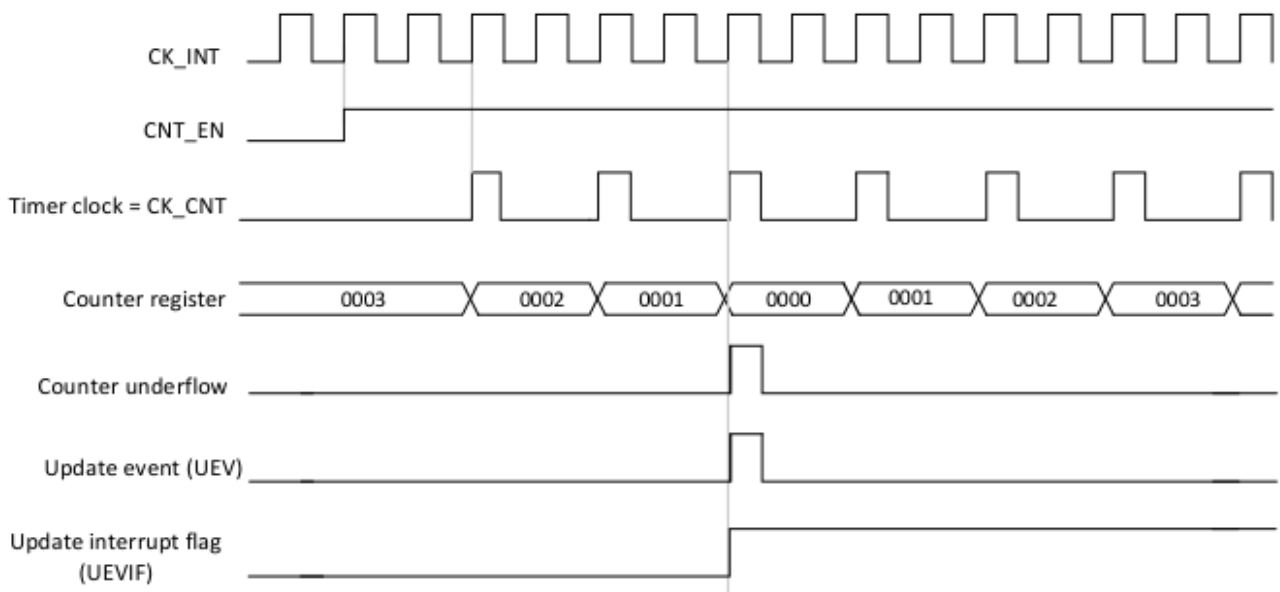 CK_INT
CNT_EN
Timer clock = CK_CNT
Counter register
0003
0002
0001
0000
0001
0002
0003
Counter underflow
Update event (UEV)
Update interrupt flag
(UEVIF)